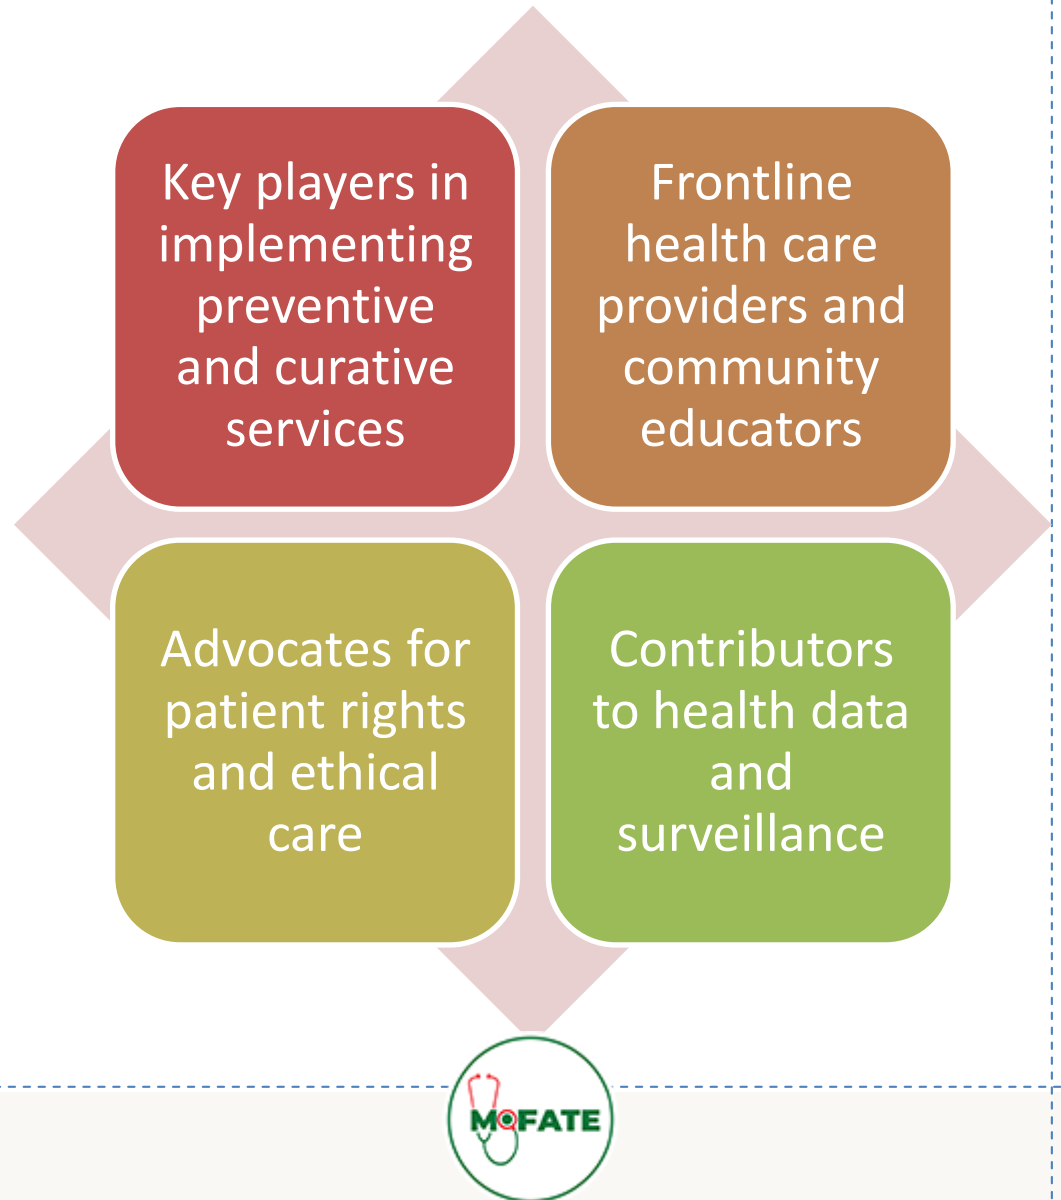 Key players in
implementing
preventive
and curative
services
Frontline
health care
providers and
community
educators
Advocates for
patient rights
and ethical
care
Contributors
to health data
and
surveillance
MOFATE